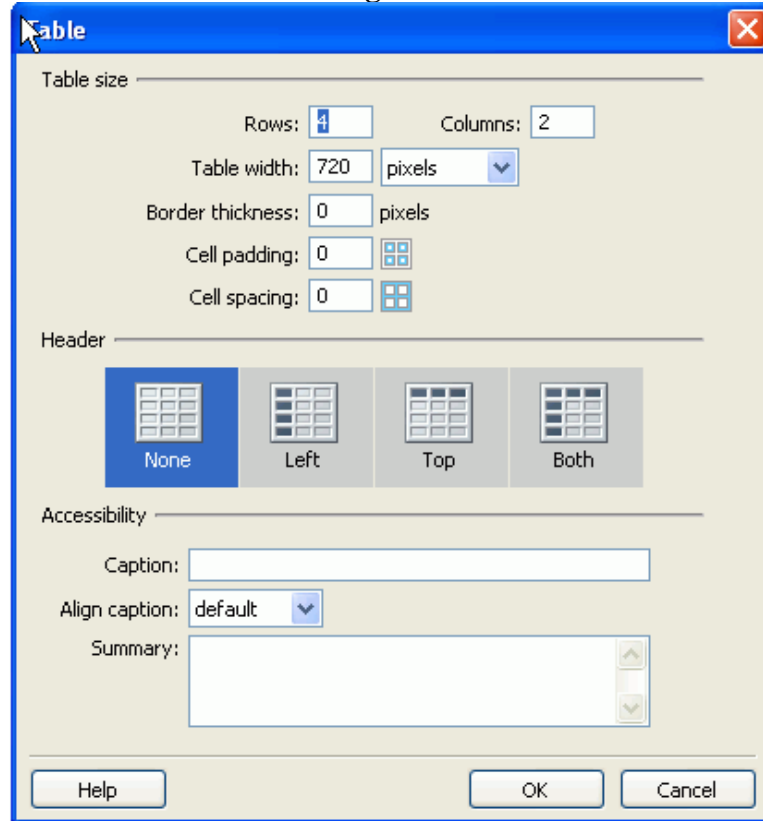 Table
Table size
Rows: 4 Columns: 2
Table width: 720 pixels
Border thickness: 0 pixels
Cell padding: 0
Cell spacing: 0
Header
None Left Top Both
Accessibility
Caption:
Align caption: default
Summary:
Help OK Cancel